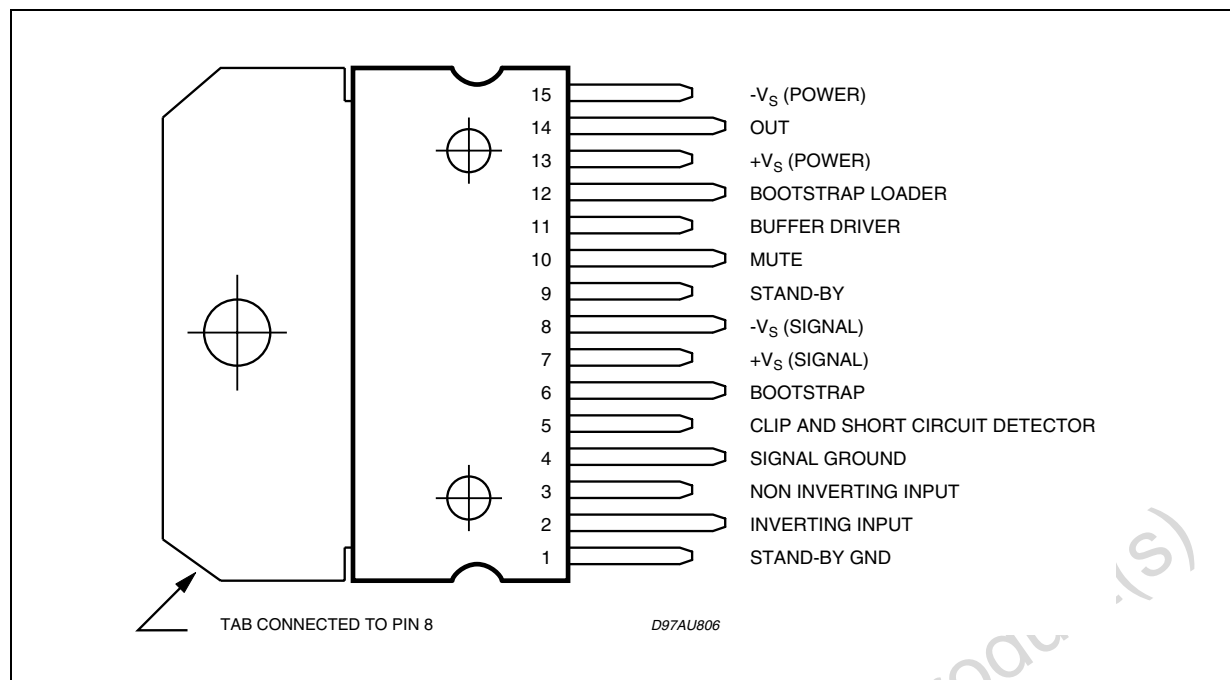 15 -VS (POWER)
14 OUT
13 +VS (POWER)
12 BOOTSTRAP LOADER
11 BUFFER DRIVER
10 MUTE
9 STAND-BY
8 -VS (SIGNAL)
7 +VS (SIGNAL)
6 BOOTSTRAP
5 CLIP AND SHORT CIRCUIT DETECTOR
4 SIGNAL GROUND
3 NON INVERTING INPUT
2 INVERTING INPUT
1 STAND-BY GND
TAB CONNECTED TO PIN 8
D97AU806